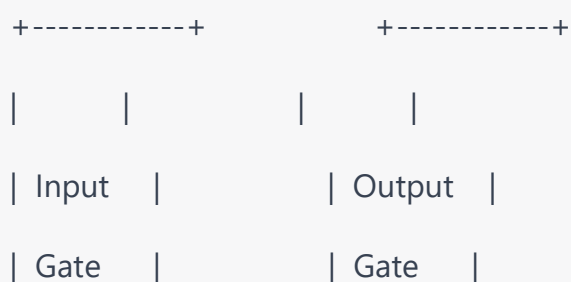 +------------+                 +------------+
|            |                 |            |
|  Input     |                 |  Output    |
|  Gate      |                 |  Gate      |